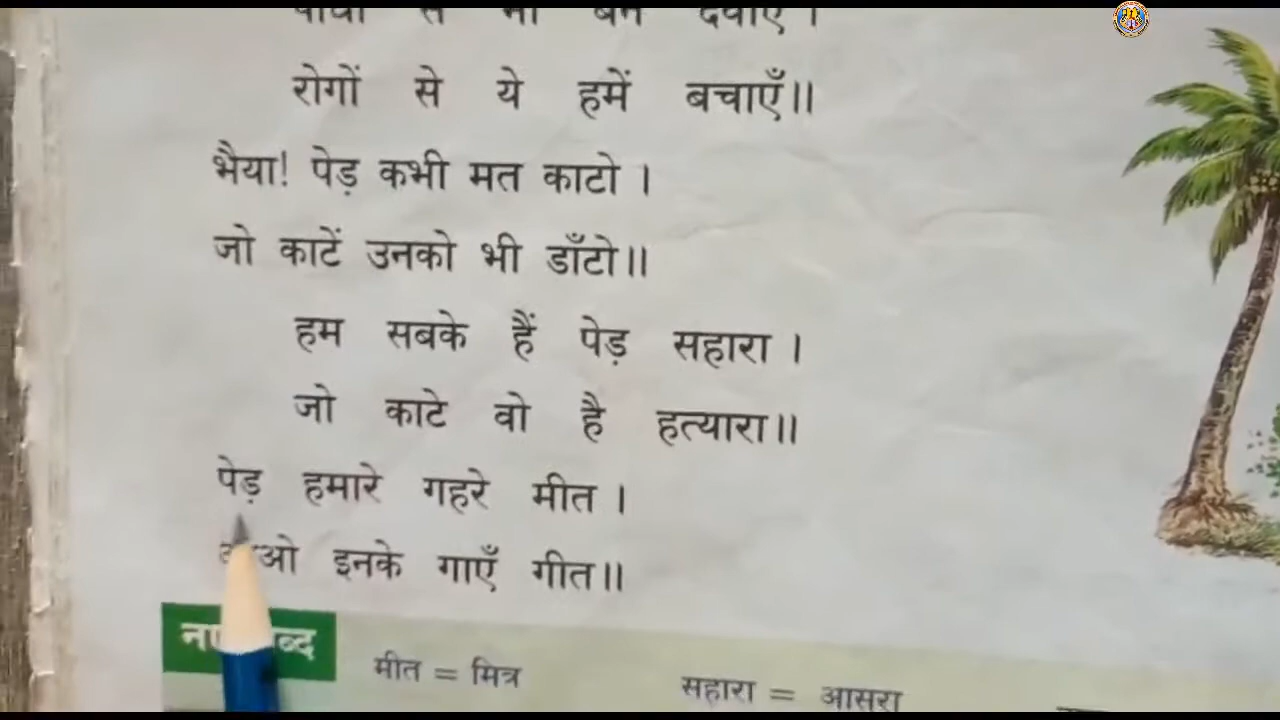 से
रोगों से ये हमें बचाएँ॥
भैया! पेड़ कभी मत काटो ।
जो काटें उनको भी डाँटो॥
हम सबके हैं पेड़ सहारा ।
जो काटे वो है हत्यारा॥
पेड़ हमारे गहरे मीत ।
इनके गाएँ गीत॥
मीत = मित्र सहारा = आसरा